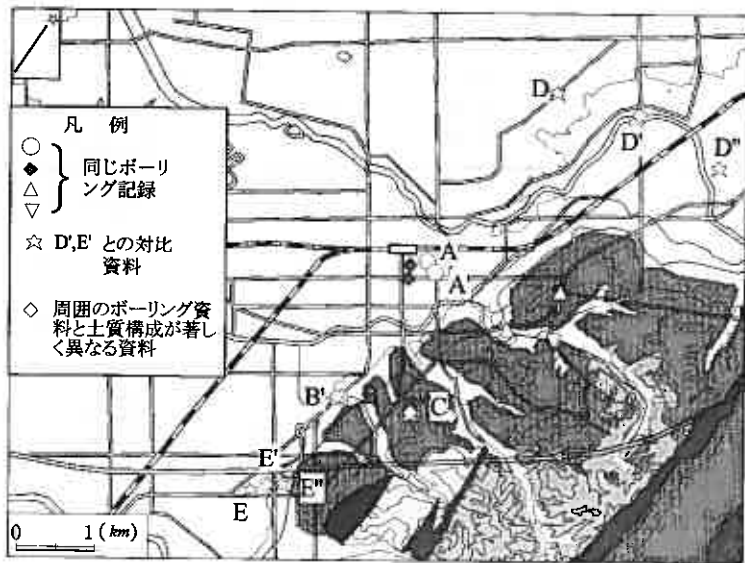 凡 例
○
◆
△
▽
同じボーリ
ング記録
☆ D',E' との対比
資料
◇ 周囲のボーリング資
料と土質構成が著し
く異なる資料
D
D'
D"
A
A'
B'
C
E'
E"
E
0 1 (km)